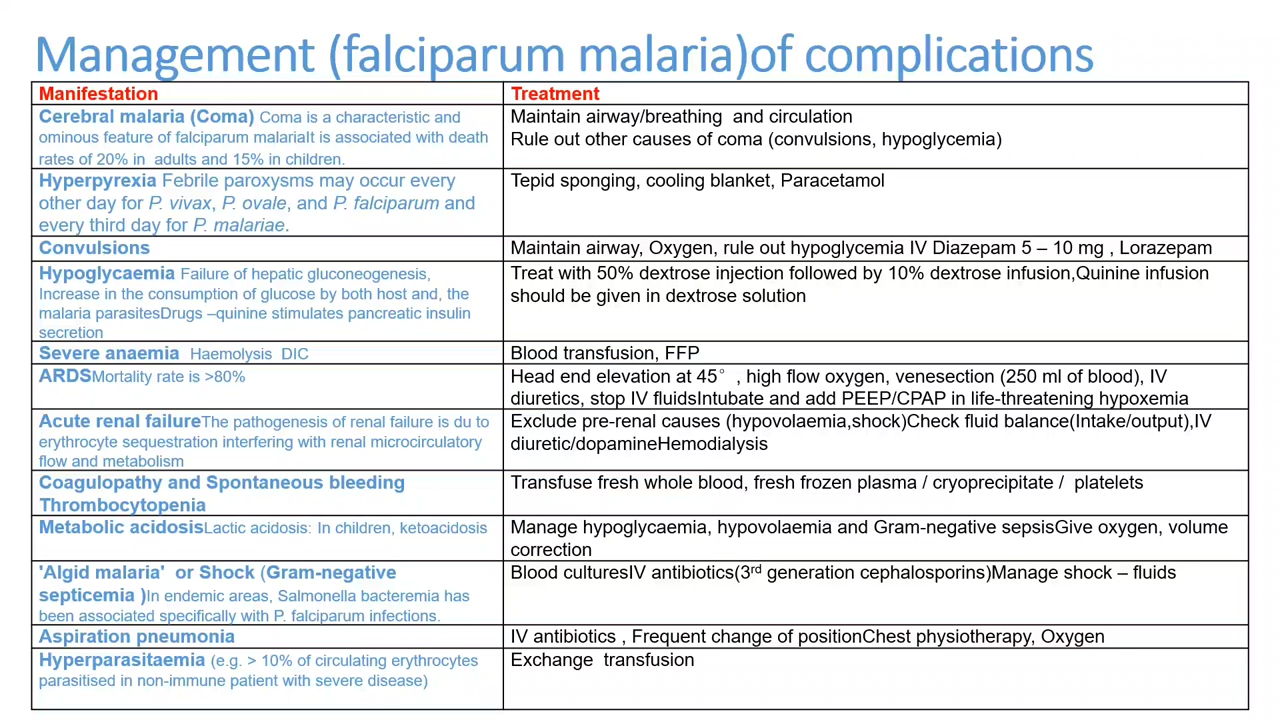 Management (falciparum malaria)of complications
Manifestation
Treatment
Cerebral malaria (Coma) Coma is a characteristic and
ominous feature of falciparum malariaIt is associated with death
rates of 20% in adults and 15% in children.
Maintain airway/breathing and circulation
Rule out other causes of coma (convulsions, hypoglycemia)
Hyperpyrexia Febrile paroxysms may occur every
other day for P. vivax, P. ovale, and P. falciparum and
every third day for P. malariae.
Tepid sponging, cooling blanket, Paracetamol
Convulsions
Maintain airway, Oxygen, rule out hypoglycemia IV Diazepam 5 – 10 mg , Lorazepam
Hypoglycaemia Failure of hepatic gluconeogenesis,
Increase in the consumption of glucose by both host and, the
malaria parasitesDrugs –quinine stimulates pancreatic insulin
secretion
Treat with 50% dextrose injection followed by 10% dextrose infusion,Quinine infusion
should be given in dextrose solution
Severe anaemia Haemolysis DIC
Blood transfusion, FFP
ARDSMortality rate is >80%
Head end elevation at 45° , high flow oxygen, venesection (250 ml of blood), IV
diuretics, stop IV fluidsIntubate and add PEEP/CPAP in life-threatening hypoxemia
Acute renal failureThe pathogenesis of renal failure is du to
erythrocyte sequestration interfering with renal microcirculatory
flow and metabolism
Exclude pre-renal causes (hypovolaemia,shock)Check fluid balance(Intake/output),IV
diuretic/dopamineHemodialysis
Coagulopathy and Spontaneous bleeding
Thrombocytopenia
Transfuse fresh whole blood, fresh frozen plasma / cryoprecipitate / platelets
Metabolic acidosisLactic acidosis: In children, ketoacidosis
Manage hypoglycaemia, hypovolaemia and Gram-negative sepsisGive oxygen, volume
correction
'Algid malaria' or Shock (Gram-negative
septicemia )In endemic areas, Salmonella bacteremia has
been associated specifically with P. falciparum infections.
Blood culturesIV antibiotics(3rd generation cephalosporins)Manage shock – fluids
Aspiration pneumonia
IV antibiotics , Frequent change of positionChest physiotherapy, Oxygen
Hyperparasitaemia (e.g. > 10% of circulating erythrocytes
parasitised in non-immune patient with severe disease)
Exchange transfusion